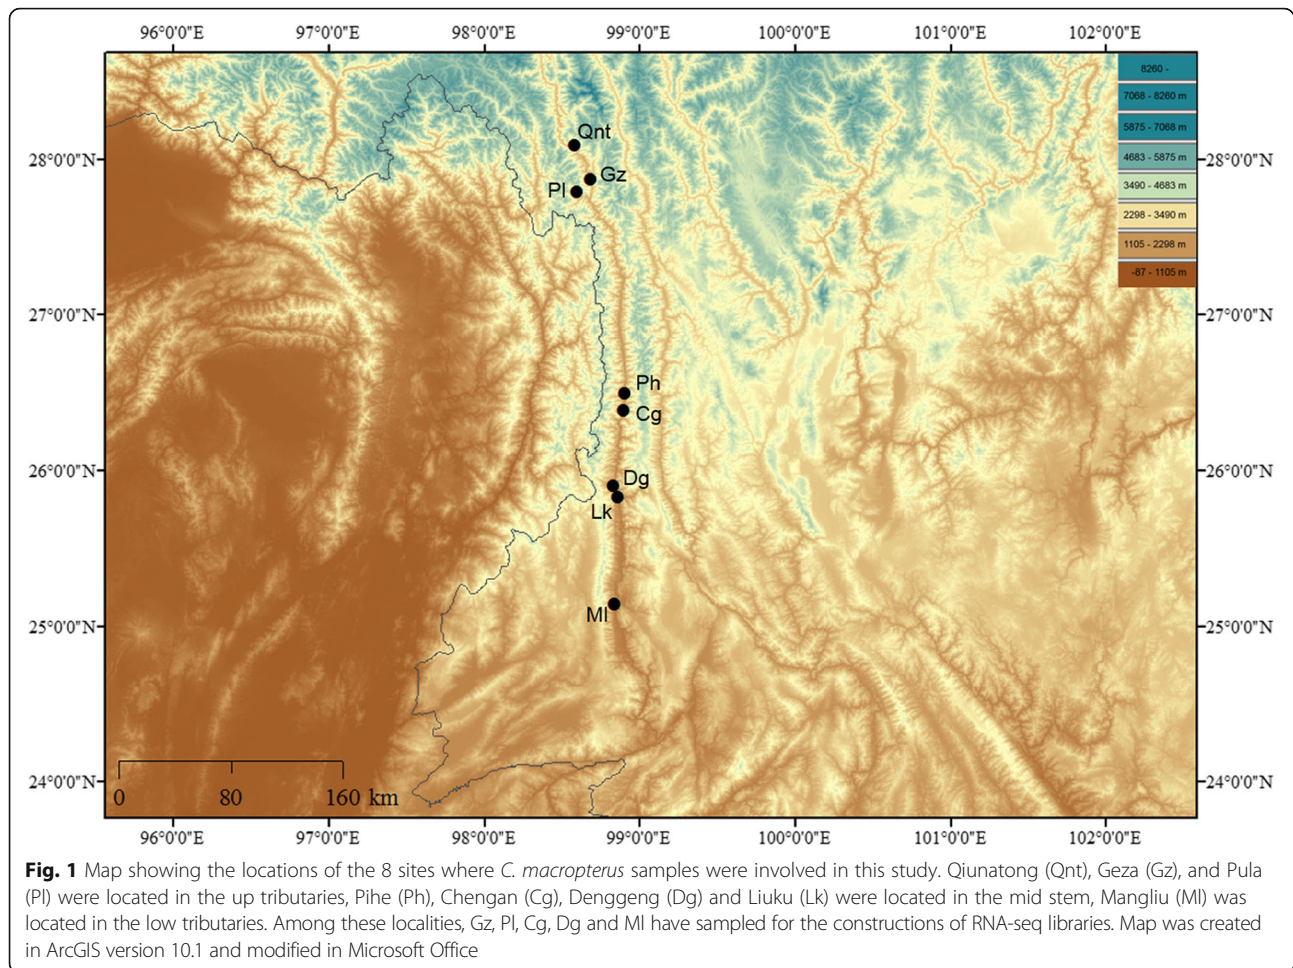 96°0'0"E 97°0'0"E 98°0'0"E 99°0'0"E 100°0'0"E 101°0'0"E 102°0'0"E
8260 -
7068 - 8260 m
5875 - 7068 m
4683 - 5875 m
3490 - 4683 m
2298 - 3490 m
1105 - 2298 m
-87 - 1105 m
Qnt
28°0'0"N 28°0'0"N
Gz
Pl
27°0'0"N 27°0'0"N
Ph
Cg
26°0'0"N 26°0'0"N
Dg
Lk
Ml
25°0'0"N 25°0'0"N
24°0'0"N 24°0'0"N
0 80 160 km
96°0'0"E 97°0'0"E 98°0'0"E 99°0'0"E 100°0'0"E 101°0'0"E 102°0'0"E
Fig. 1 Map showing the locations of the 8 sites where C. macropterus samples were involved in this study. Qiunatong (Qnt), Geza (Gz), and Pula
(Pl) were located in the up tributaries, Pihe (Ph), Chengan (Cg), Denggeng (Dg) and Liuku (Lk) were located in the mid stem, Mangliu (Ml) was
located in the low tributaries. Among these localities, Gz, Pl, Cg, Dg and Ml have sampled for the constructions of RNA-seq libraries. Map was created
in ArcGIS version 10.1 and modified in Microsoft Office